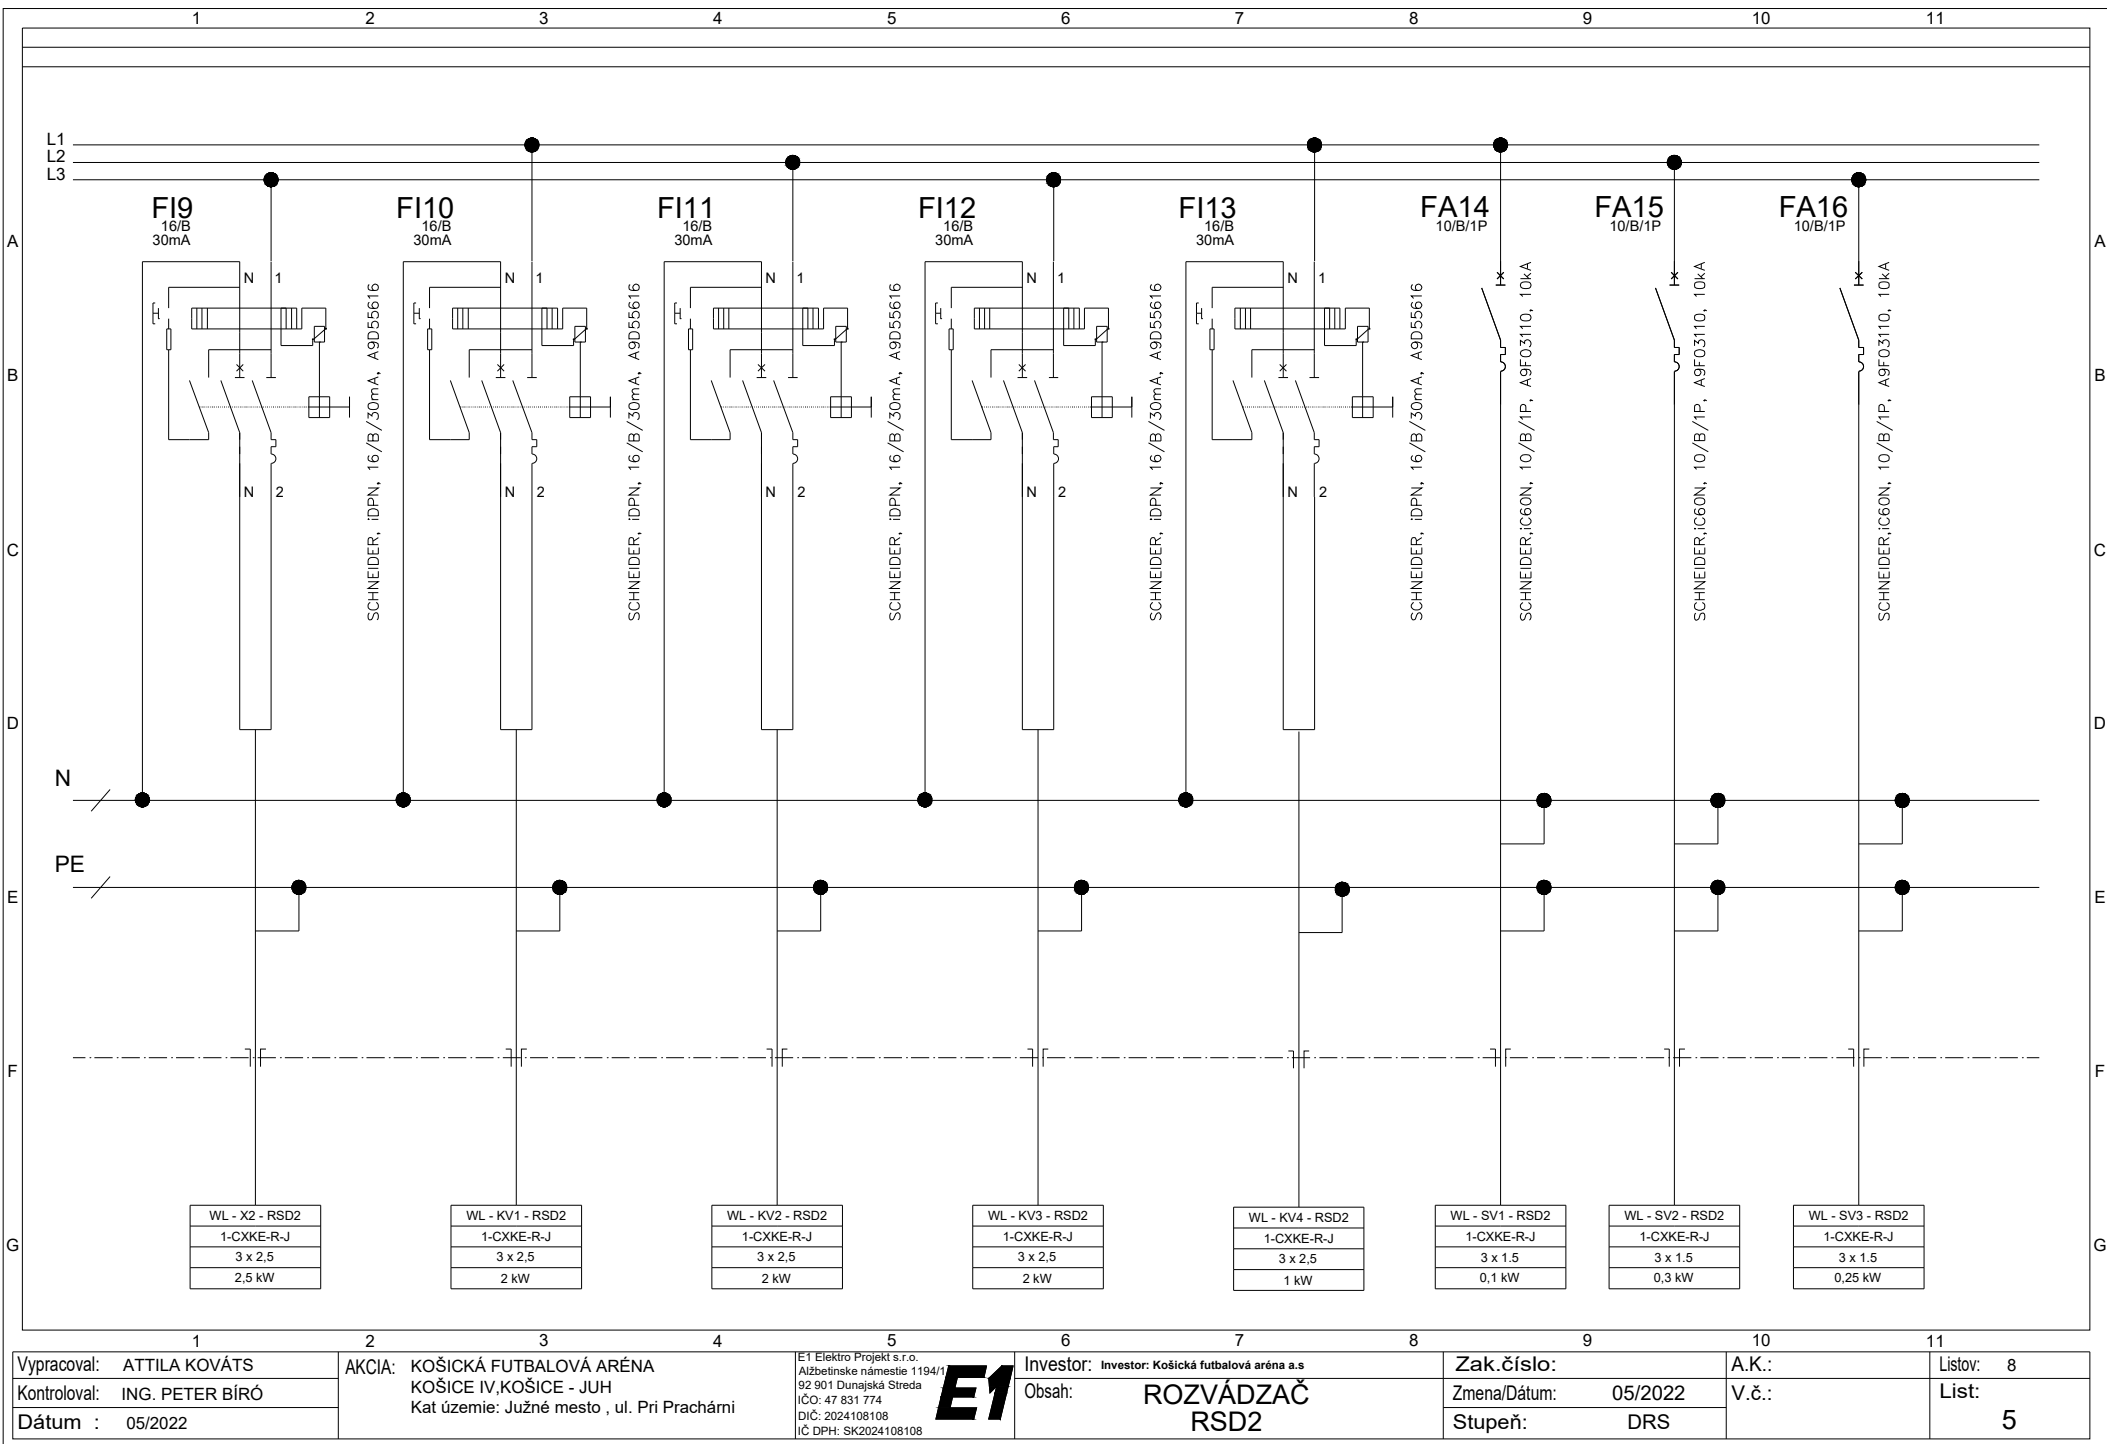 1 2 3 4 5 6 7 8 9 10 11
L1
L2
L3
FI9
16/B
30mA
FI10
16/B
30mA
FI11
16/B
30mA
FI12
16/B
30mA
FI13
16/B
30mA
FA14
10/B/1P
FA15
10/B/1P
FA16
10/B/1P
A A
N 1
N 1
N 1
N 1
N 1
SCHNEIDER, iDPN, 16/B/30mA, A9D55616
SCHNEIDER, iDPN, 16/B/30mA, A9D55616
SCHNEIDER, iDPN, 16/B/30mA, A9D55616
SCHNEIDER, iDPN, 16/B/30mA, A9D55616
SCHNEIDER, iDPN, 16/B/30mA, A9D55616
SCHNEIDER,iC60N, 10/B/1P, A9F03110, 10kA
SCHNEIDER,iC60N, 10/B/1P, A9F03110, 10kA
SCHNEIDER,iC60N, 10/B/1P, A9F03110, 10kA
B B
N 2
N 2
N 2
N 2
N 2
C C
D D
N
PE
E E
F F
G G
WL - X2 - RSD2
1-CXKE-R-J
3 x 2,5
2,5 kW
WL - KV1 - RSD2
1-CXKE-R-J
3 x 2,5
2 kW
WL - KV2 - RSD2
1-CXKE-R-J
3 x 2,5
2 kW
WL - KV3 - RSD2
1-CXKE-R-J
3 x 2,5
2 kW
WL - KV4 - RSD2
1-CXKE-R-J
3 x 2,5
1 kW
WL - SV1 - RSD2
1-CXKE-R-J
3 x 1.5
0,1 kW
WL - SV2 - RSD2
1-CXKE-R-J
3 x 1.5
0,3 kW
WL - SV3 - RSD2
1-CXKE-R-J
3 x 1.5
0,25 kW
1 2 3 4 5 6 7 8 9 10 11
Vypracoval: ATTILA KOVÁTS
Kontroloval: ING. PETER BÍRÓ
Dátum : 05/2022
AKCIA: KOŠICKÁ FUTBALOVÁ ARÉNA
KOŠICE IV,KOŠICE - JUH
Kat územie: Južné mesto , ul. Pri Prachárni
E1 Elektro Projekt s.r.o.
Alžbetinske námestie 1194/1
92 901 Dunajská Streda
IČO: 47 831 774
DIČ: 2024108108
IČ DPH: SK2024108108
E1
Investor: Investor: Košická futbalová aréna a.s
Obsah: ROZVÁDZAČ
RSD2
Zak.číslo:
Zmena/Dátum: 05/2022
Stupeň: DRS
A.K.:
V.č.:
Listov: 8
List:
5